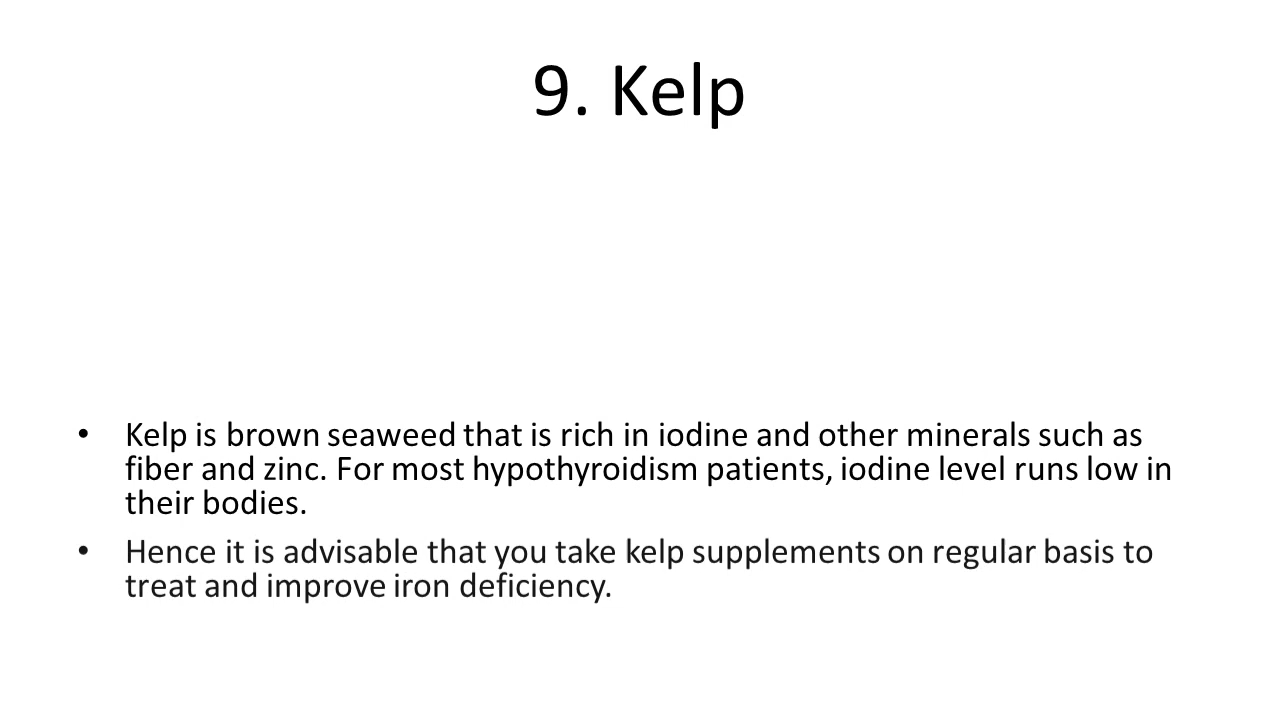 9. Kelp
• Kelp is brown seaweed that is rich in iodine and other minerals such as
fiber and zinc. For most hypothyroidism patients, iodine level runs low in
their bodies.
• Hence it is advisable that you take kelp supplements on regular basis to
treat and improve iron deficiency.